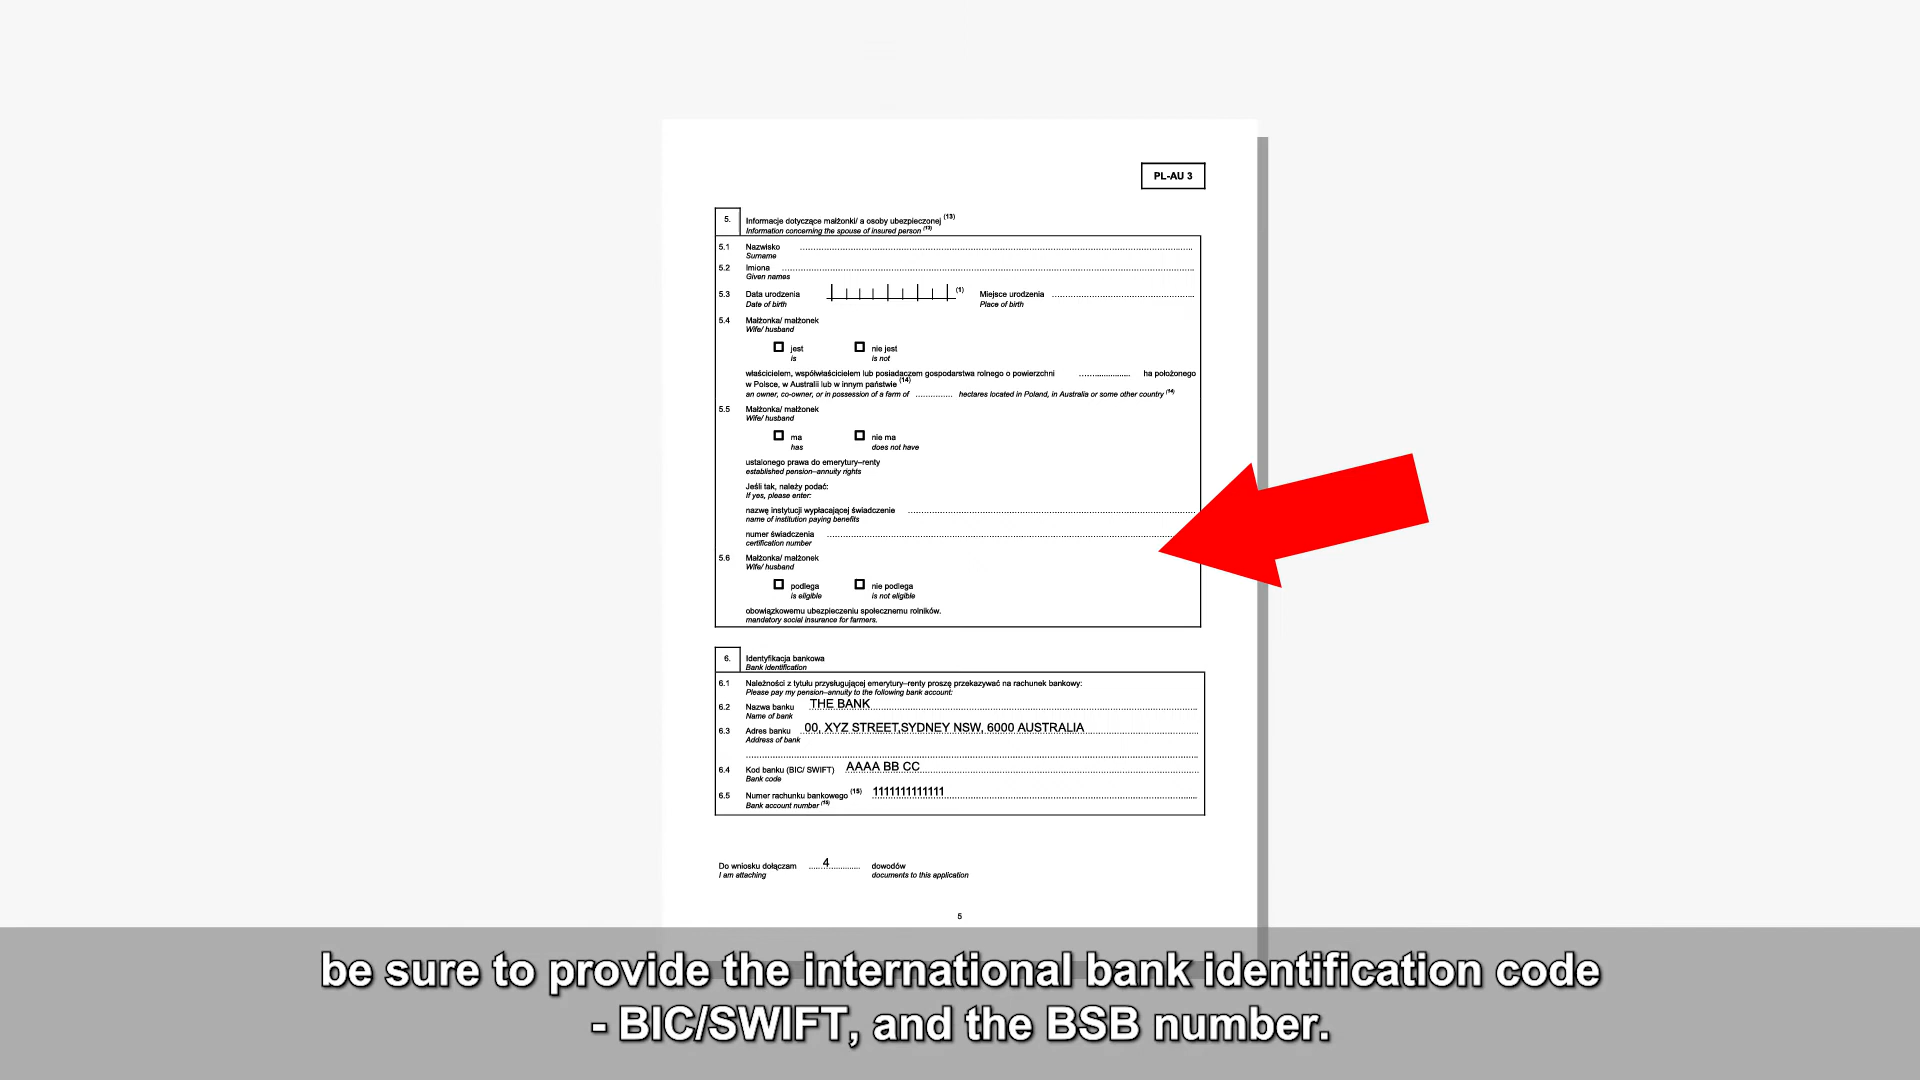 PL-AU 3
5. Informacje dotyczące małżonki/ a osoby ubezpieczonej (13)
Information concerning the spouse of insured person (13)
5.1 Nazwisko
Surname
5.2 Imiona
Given names
5.3 Data urodzenia (1) Miejsce urodzenia
Date of birth Place of birth
5.4 Małżonka/ małżonek
Wife/ husband
jest nie jest
is is not
właścicielem, współwłaścicielem lub posiadaczem gospodarstwa rolnego o powierzchni ................... ha położonego
w Polsce, w Australii lub w innym państwie (14)
an owner, co-owner, or in possession of a farm of ............... hectares located in Poland, in Australia or some other country (14)
5.5 Małżonka/ małżonek
Wife/ husband
ma nie ma
has does not have
ustalonego prawa do emerytury–renty
established pension–annuity rights
Jeśli tak, należy podać:
If yes, please enter:
nazwę instytucji wypłacającej świadczenie
name of institution paying benefits
numer świadczenia
certification number
5.6 Małżonka/ małżonek
Wife/ husband
podlega nie podlega
is eligible is not eligible
obowiązkowemu ubezpieczeniu społecznemu rolników.
mandatory social insurance for farmers.
6. Identyfikacja bankowa
Bank identification
6.1 Należności z tytułu przysługującej emerytury–renty proszę przekazywać na rachunek bankowy:
Please pay my pension–annuity to the following bank account:
6.2 Nazwa banku THE BANK
Name of bank
6.3 Adres banku 00, XYZ STREET,SYDNEY NSW, 6000 AUSTRALIA
Address of bank
6.4 Kod banku (BIC/ SWIFT) AAAA BB CC
Bank code
6.5 Numer rachunku bankowego (15) 1111111111111
Bank account number (15)
Do wniosku dołączam 4 dowodów
I am attaching documents to this application
5
be sure to provide the international bank identification code
- BIC/SWIFT, and the BSB number.